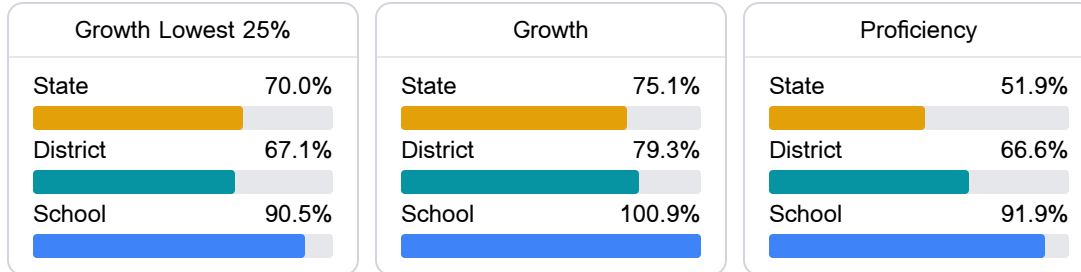 Growth Lowest 25%
State 70.0%
District 67.1%
School 90.5%
Growth
State 75.1%
District 79.3%
School 100.9%
Proficiency
State 51.9%
District 66.6%
School 91.9%